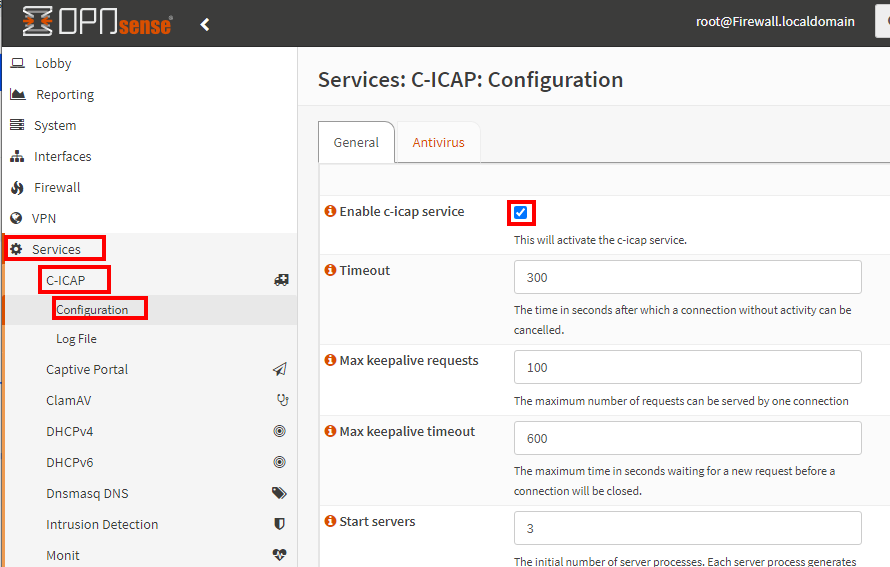 OPNsense
root@Firewall.localdomain
Lobby
Reporting
System
Interfaces
Firewall
VPN
Services
C-ICAP
Configuration
Log File
Captive Portal
ClamAV
DHCPv4
DHCPv6
Dnsmasq DNS
Intrusion Detection
Monit
Services: C-ICAP: Configuration
General
Antivirus
Enable c-icap service
This will activate the c-icap service.
Timeout
300
The time in seconds after which a connection without activity can be
cancelled.
Max keepalive requests
100
The maximum number of requests can be served by one connection
Max keepalive timeout
600
The maximum time in seconds waiting for a new request before a
connection will be closed.
Start servers
3
The initial number of server processes. Each server process generates